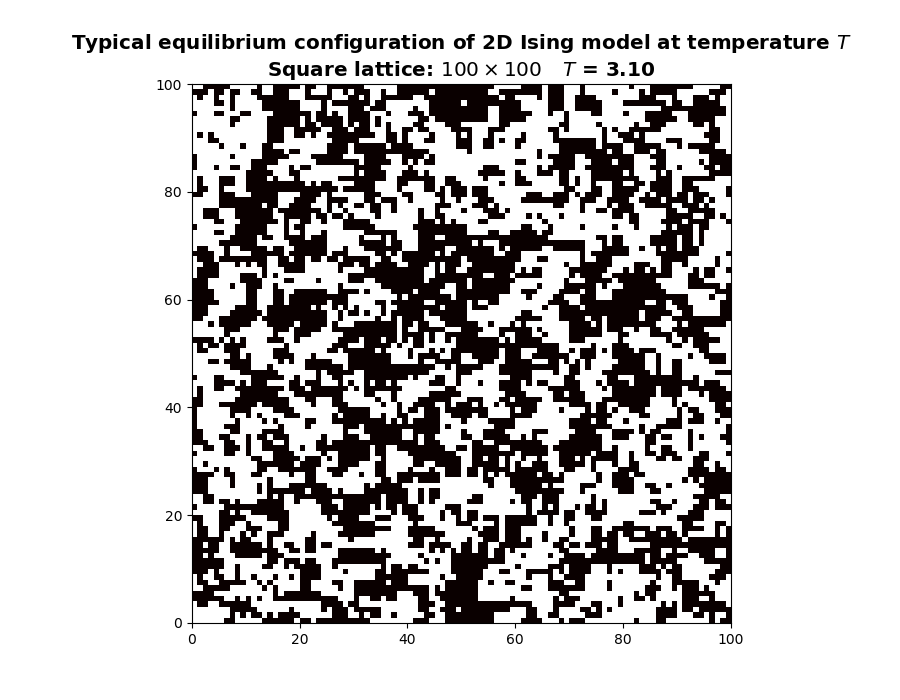 Typical equilibrium configuration of 2D Ising model at temperature T
Square lattice: 100 × 100 T = 3.10
100
80
60
40
20
0
0 20 40 60 80 100